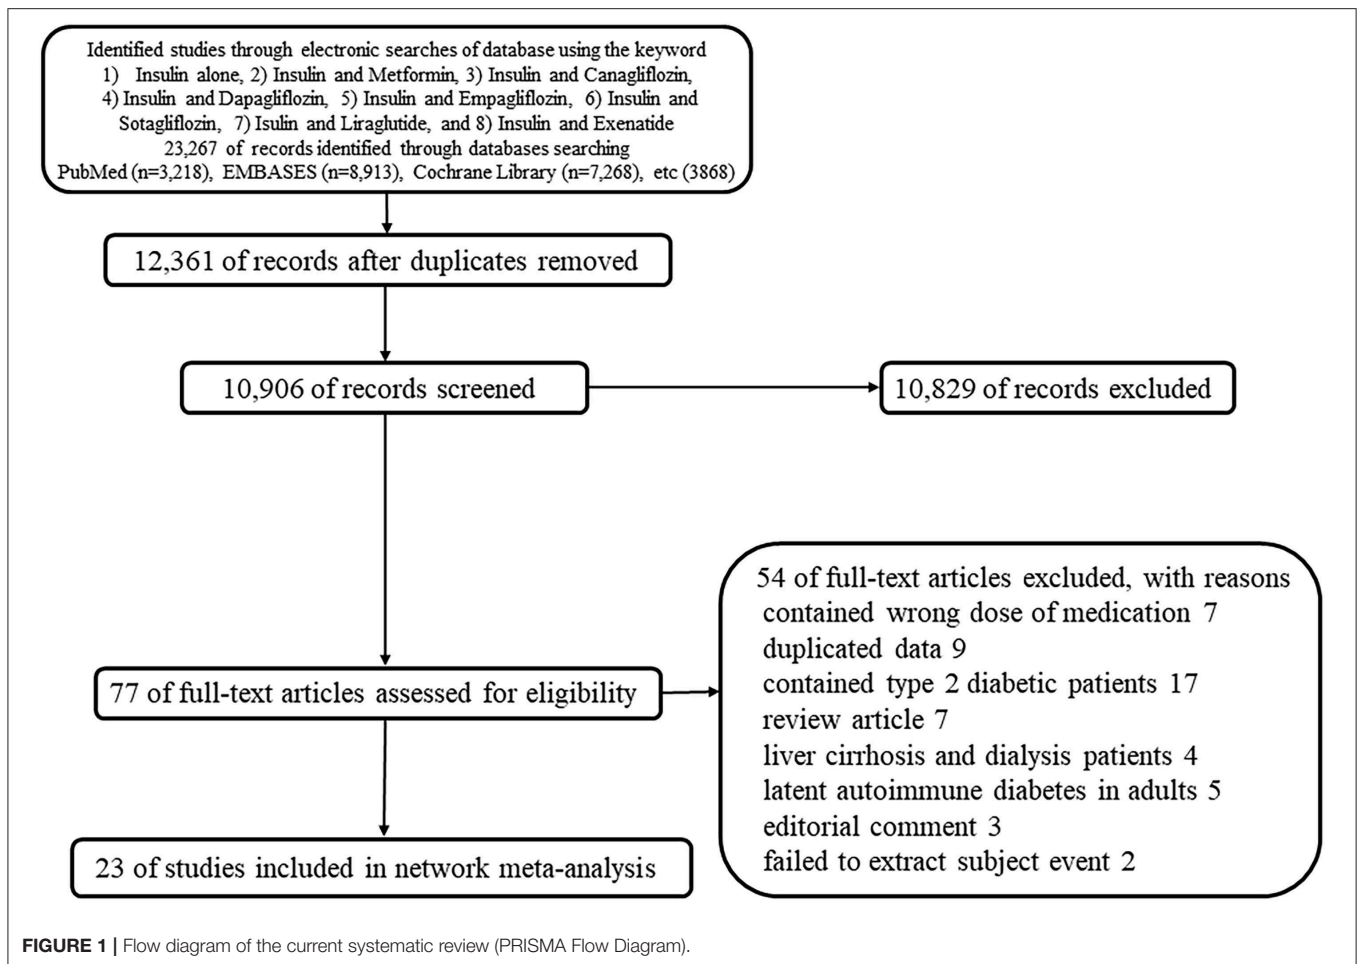 Identified studies through electronic searches of database using the keyword
1) Insulin alone, 2) Insulin and Metformin, 3) Insulin and Canagliflozin,
4) Insulin and Dapagliflozin, 5) Insulin and Empagliflozin, 6) Insulin and
Sotagliflozin, 7) Isulin and Liraglutide, and 8) Insulin and Exenatide
23,267 of records identified through databases searching
PubMed (n=3,218), EMBASES (n=8,913), Cochrane Library (n=7,268), etc (3868)
12,361 of records after duplicates removed
10,906 of records screened
10,829 of records excluded
77 of full-text articles assessed for eligibility
54 of full-text articles excluded, with reasons
contained wrong dose of medication 7
duplicated data 9
contained type 2 diabetic patients 17
review article 7
liver cirrhosis and dialysis patients 4
latent autoimmune diabetes in adults 5
editorial comment 3
failed to extract subject event 2
23 of studies included in network meta-analysis
FIGURE 1 | Flow diagram of the current systematic review (PRISMA Flow Diagram).